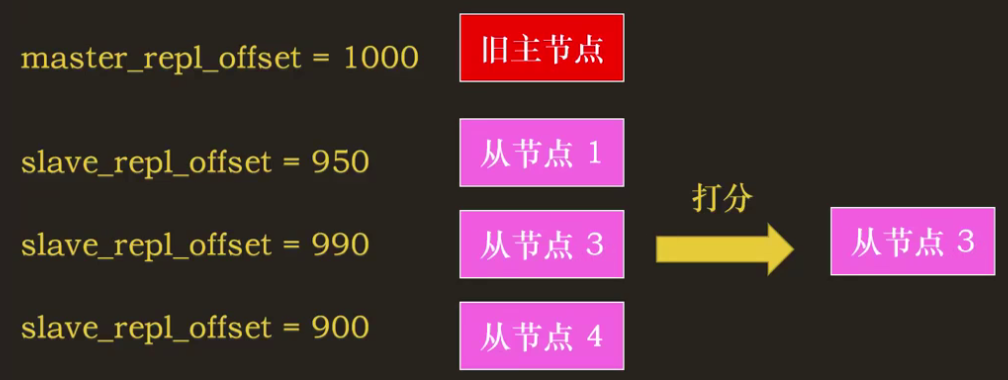 master_repl_offset = 1000 旧主节点
slave_repl_offset = 950 从节点 1
打分
slave_repl_offset = 990 从节点 3 从节点 3
slave_repl_offset = 900 从节点 4